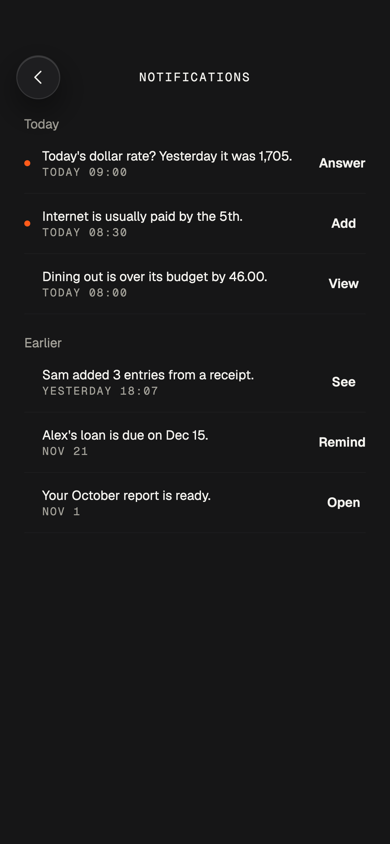 NOTIFICATIONS
Today
Today's dollar rate? Yesterday it was 1,705.
TODAY 09:00
Answer
Internet is usually paid by the 5th.
TODAY 08:30
Add
Dining out is over its budget by 46.00.
TODAY 08:00
View
Earlier
Sam added 3 entries from a receipt.
YESTERDAY 18:07
See
Alex's loan is due on Dec 15.
NOV 21
Remind
Your October report is ready.
NOV 1
Open